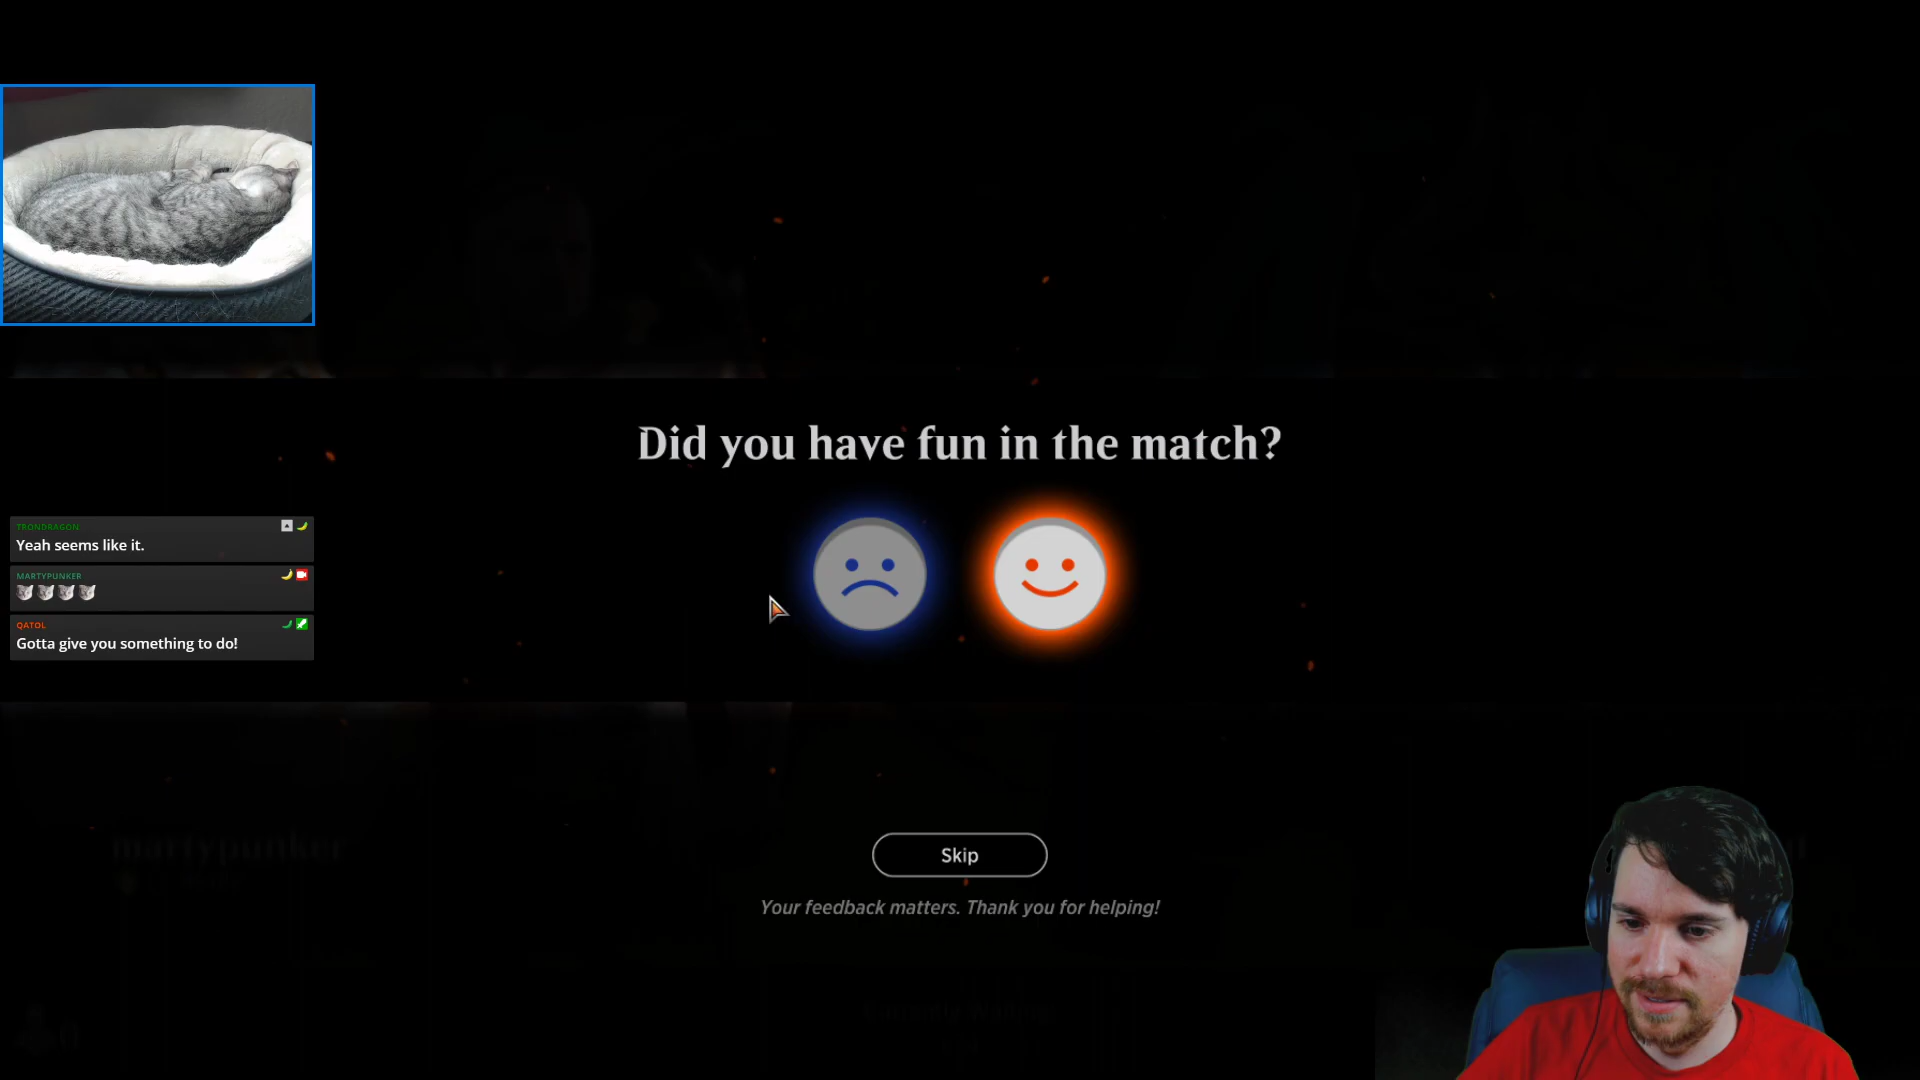 Did you have fun in the match?
TRONDRAGON
Yeah seems like it.
MARTYPUNKER
QATOL
Gotta give you something to do!
martypunker
Skip
Your feedback matters. Thank you for helping!